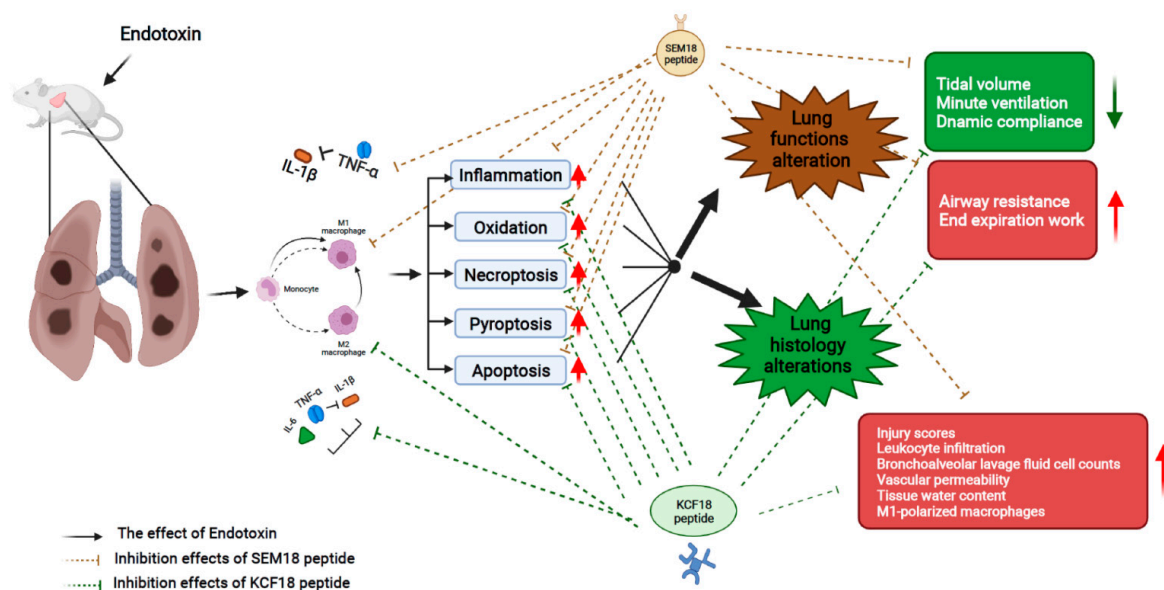 Endotoxin
SEM18
peptide
Tidal volume
Minute ventilation
Dnamic compliance
Lung
functions
alteration
IL-1β
TNF-α
Inflammation
Airway resistance
End expiration work
M1
macrophage
Oxidation
Monocyte
Necroptosis
Pyroptosis
Lung
histology
alterations
M2
macrophage
Apoptosis
IL-6
TNF-α
IL-1β
Injury scores
Leukocyte infiltration
Bronchoalveolar lavage fluid cell counts
Vascular permeability
Tissue water content
M1-polarized macrophages
KCF18
peptide
The effect of Endotoxin
Inhibition effects of SEM18 peptide
Inhibition effects of KCF18 peptide